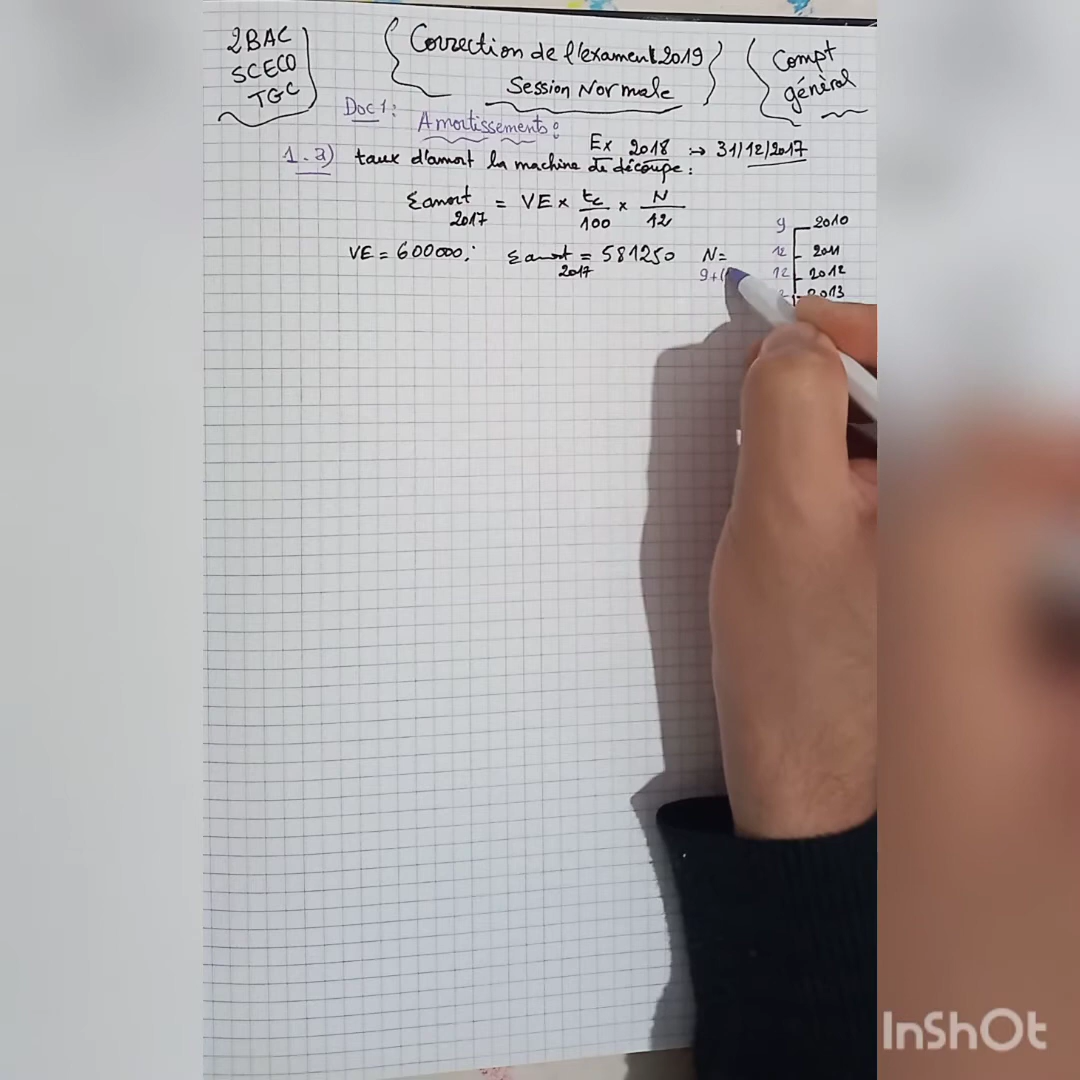 2BAC
SCECO
TGC
Correction de l'examen 2019
Session Normale
Compt
général
Doc 1:
Amortissements:
Ex 2018 → 31/12/2017
1.a) taux d'amort la machine de découpe:
Σamort 2017 = VE × tc/100 × N/12
VE = 600000; Σamort 2017 = 581250 N=
9+(
9 2010
12 2011
12 2012
2013
InShOt